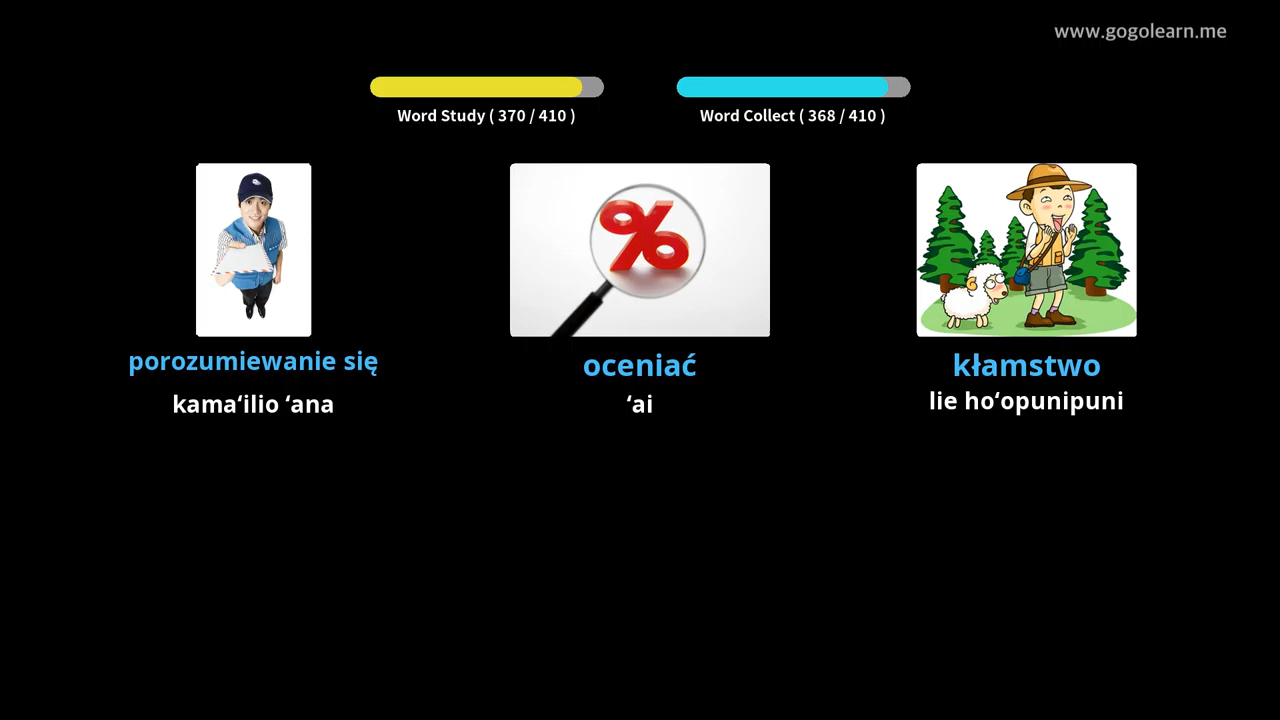 www.gogolearn.me
Word Study ( 370 / 410 )
Word Collect ( 368 / 410 )
%
porozumiewanie się
kamaʻilio ʻana
oceniać
ʻai
kłamstwo
lie hoʻopunipuni